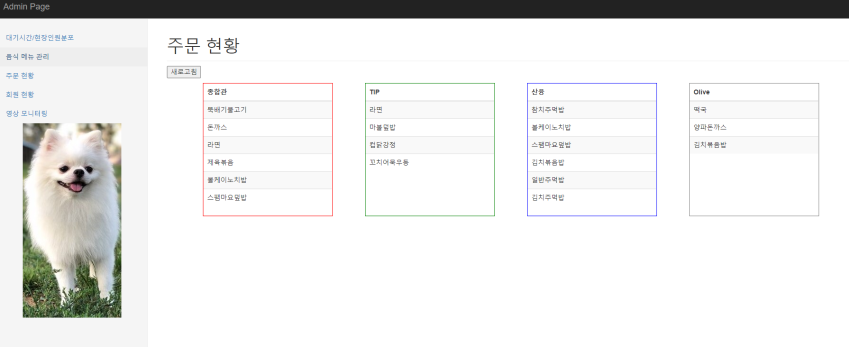 Admin Page
대기시간/현장인원분포
음식 메뉴 관리
주문 현황
회원 현황
영상 모니터링
주문 현황
새로고침
종합관
뚝배기불고기
돈까스
라면
제육볶음
불케이노치밥
스팸마요덮밥
TIP
라면
마불덮밥
컵닭강정
꼬치어묵우동
산융
참치주먹밥
불케이노치밥
스팸마요덮밥
김치볶음밥
일반주먹밥
김치주먹밥
Olive
떡국
양파돈까스
김치볶음밥